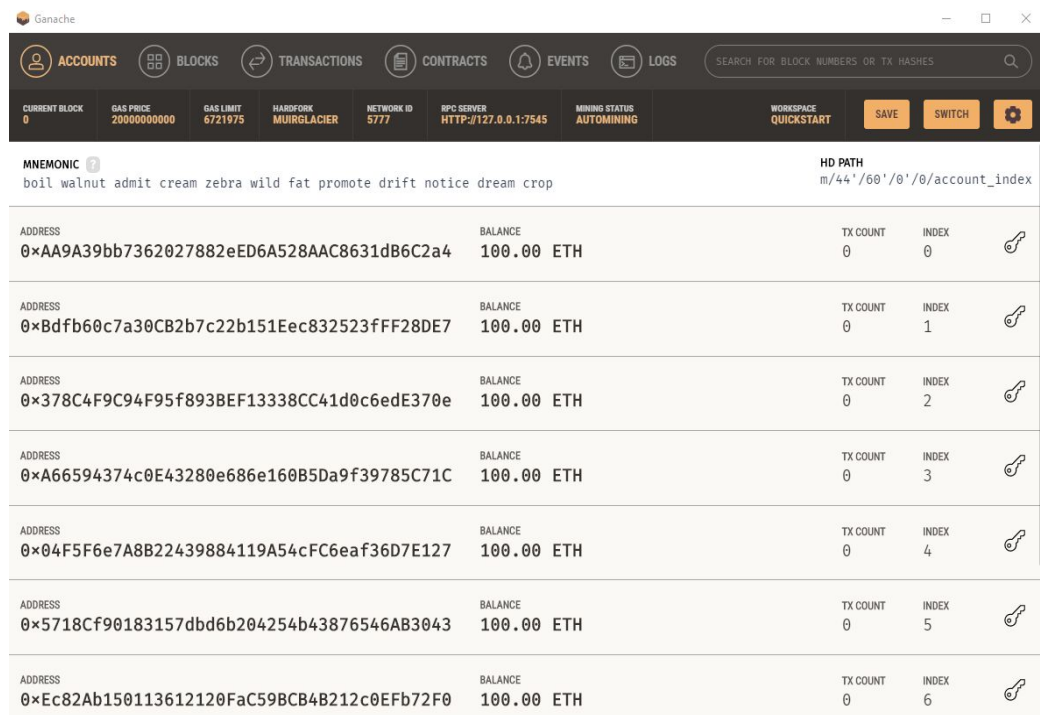 Ganache
ACCOUNTS BLOCKS TRANSACTIONS CONTRACTS EVENTS LOGS SEARCH FOR BLOCK NUMBERS OR TX HASHES
CURRENT BLOCK GAS PRICE GAS LIMIT HARDFORK NETWORK ID RPC SERVER MINING STATUS WORKSPACE
0 20000000000 6721975 MUIRGLACIER 5777 HTTP://127.0.0.1:7545 AUTOMINING QUICKSTART SAVE SWITCH
MNEMONIC ? HD PATH
boil walnut admit cream zebra wild fat promote drift notice dream crop m/44'/60'/0'/0/account_index
ADDRESS BALANCE TX COUNT INDEX
0×AA9A39bb7362027882eED6A528AAC8631dB6C2a4 100.00 ETH 0 0
ADDRESS BALANCE TX COUNT INDEX
0×Bdfb60c7a30CB2b7c22b151Eec832523fFF28DE7 100.00 ETH 0 1
ADDRESS BALANCE TX COUNT INDEX
0×378C4F9C94F95f893BEF13338CC41d0c6edE370e 100.00 ETH 0 2
ADDRESS BALANCE TX COUNT INDEX
0×A66594374c0E43280e686e160B5Da9f39785C71C 100.00 ETH 0 3
ADDRESS BALANCE TX COUNT INDEX
0×04F5F6e7A8B22439884119A54cFC6eaf36D7E127 100.00 ETH 0 4
ADDRESS BALANCE TX COUNT INDEX
0×5718Cf90183157dbd6b204254b43876546AB3043 100.00 ETH 0 5
ADDRESS BALANCE TX COUNT INDEX
0×Ec82Ab150113612120FaC59BCB4B212c0EFb72F0 100.00 ETH 0 6